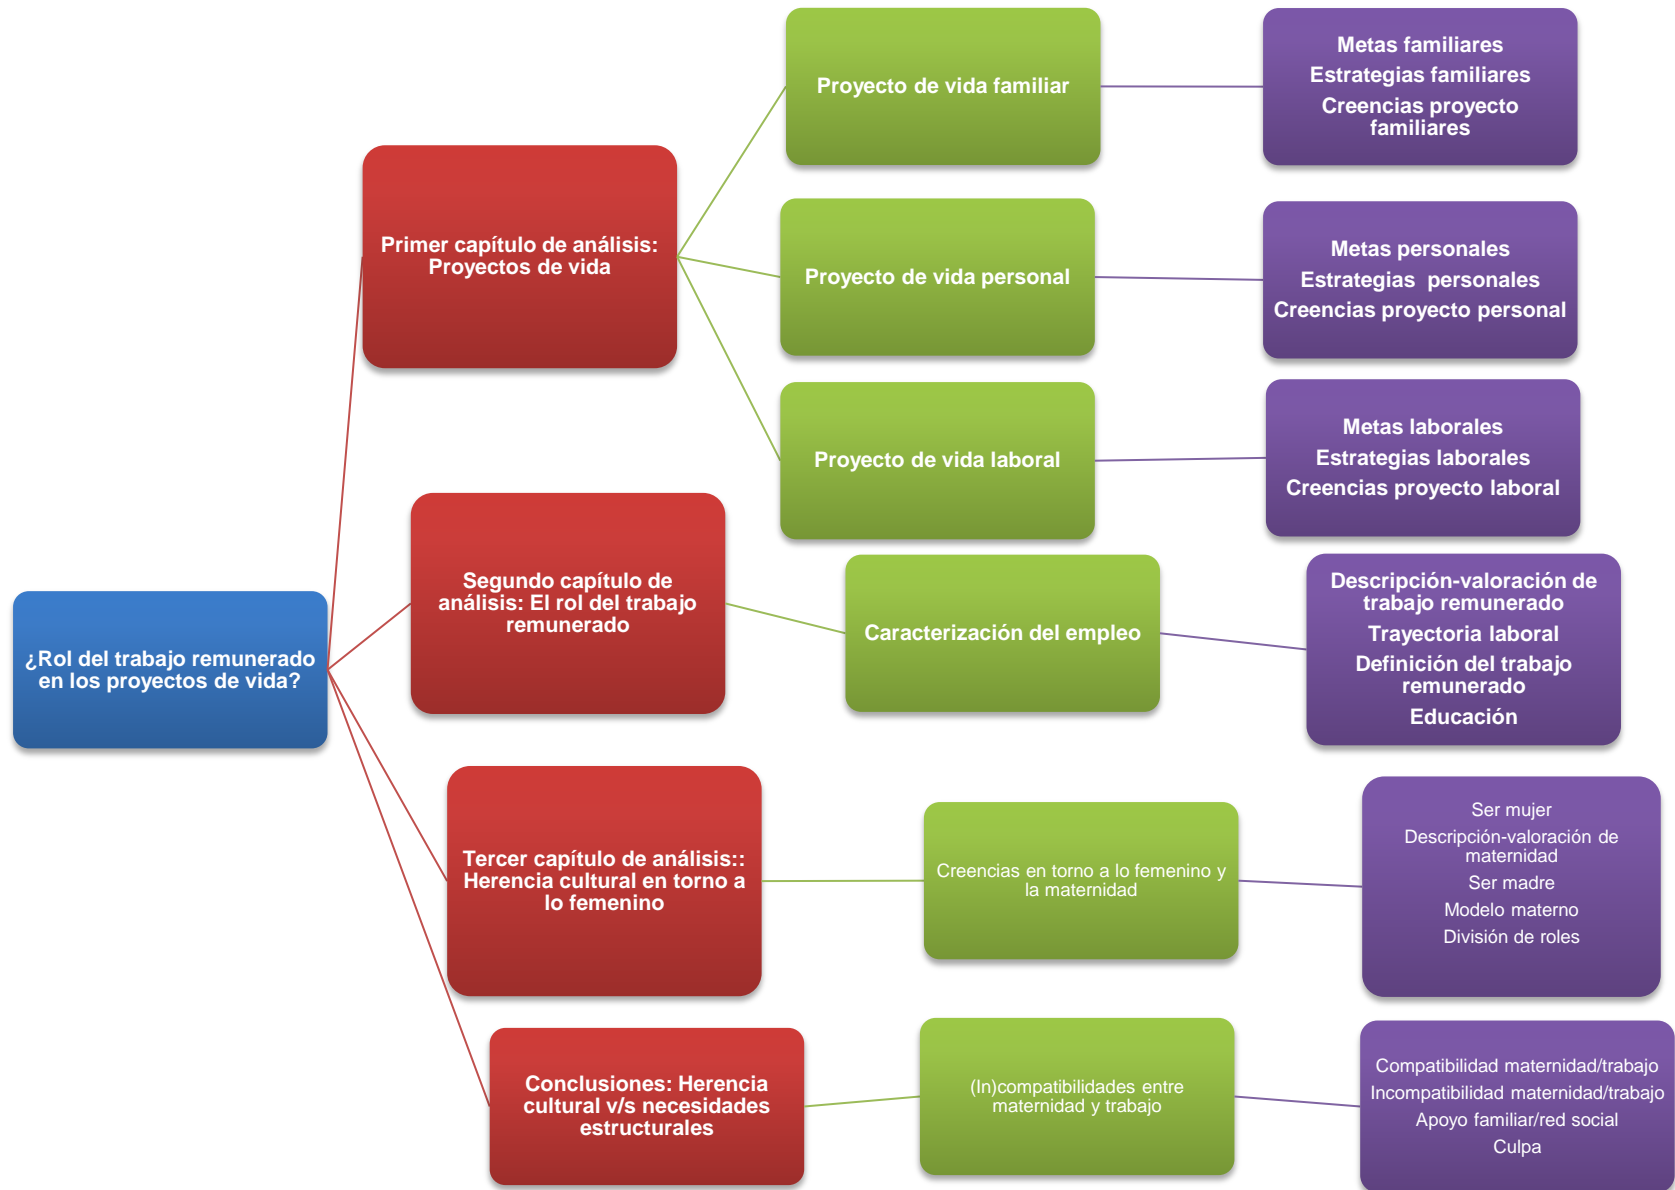 ¿Rol del trabajo remunerado
en los proyectos de vida?
Primer capítulo de análisis:
Proyectos de vida
Proyecto de vida familiar
Metas familiares
Estrategias familiares
Creencias proyecto
familiares
Proyecto de vida personal
Metas personales
Estrategias  personales
Creencias proyecto personal
Proyecto de vida laboral
Metas laborales
Estrategias laborales
Creencias proyecto laboral
Segundo capítulo de
análisis: El rol del trabajo
remunerado
Caracterización del empleo
Descripción-valoración de
trabajo remunerado
Trayectoria laboral
Definición del trabajo
remunerado
Educación
Tercer capítulo de análisis::
Herencia cultural en torno a
lo femenino
Creencias en torno a lo femenino y
la maternidad
Ser mujer
Descripción-valoración de
maternidad
Ser madre
Modelo materno
División de roles
Conclusiones: Herencia
cultural v/s necesidades
estructurales
(In)compatibilidades entre
maternidad y trabajo
Compatibilidad maternidad/trabajo
Incompatibilidad maternidad/trabajo
Apoyo familiar/red social
Culpa